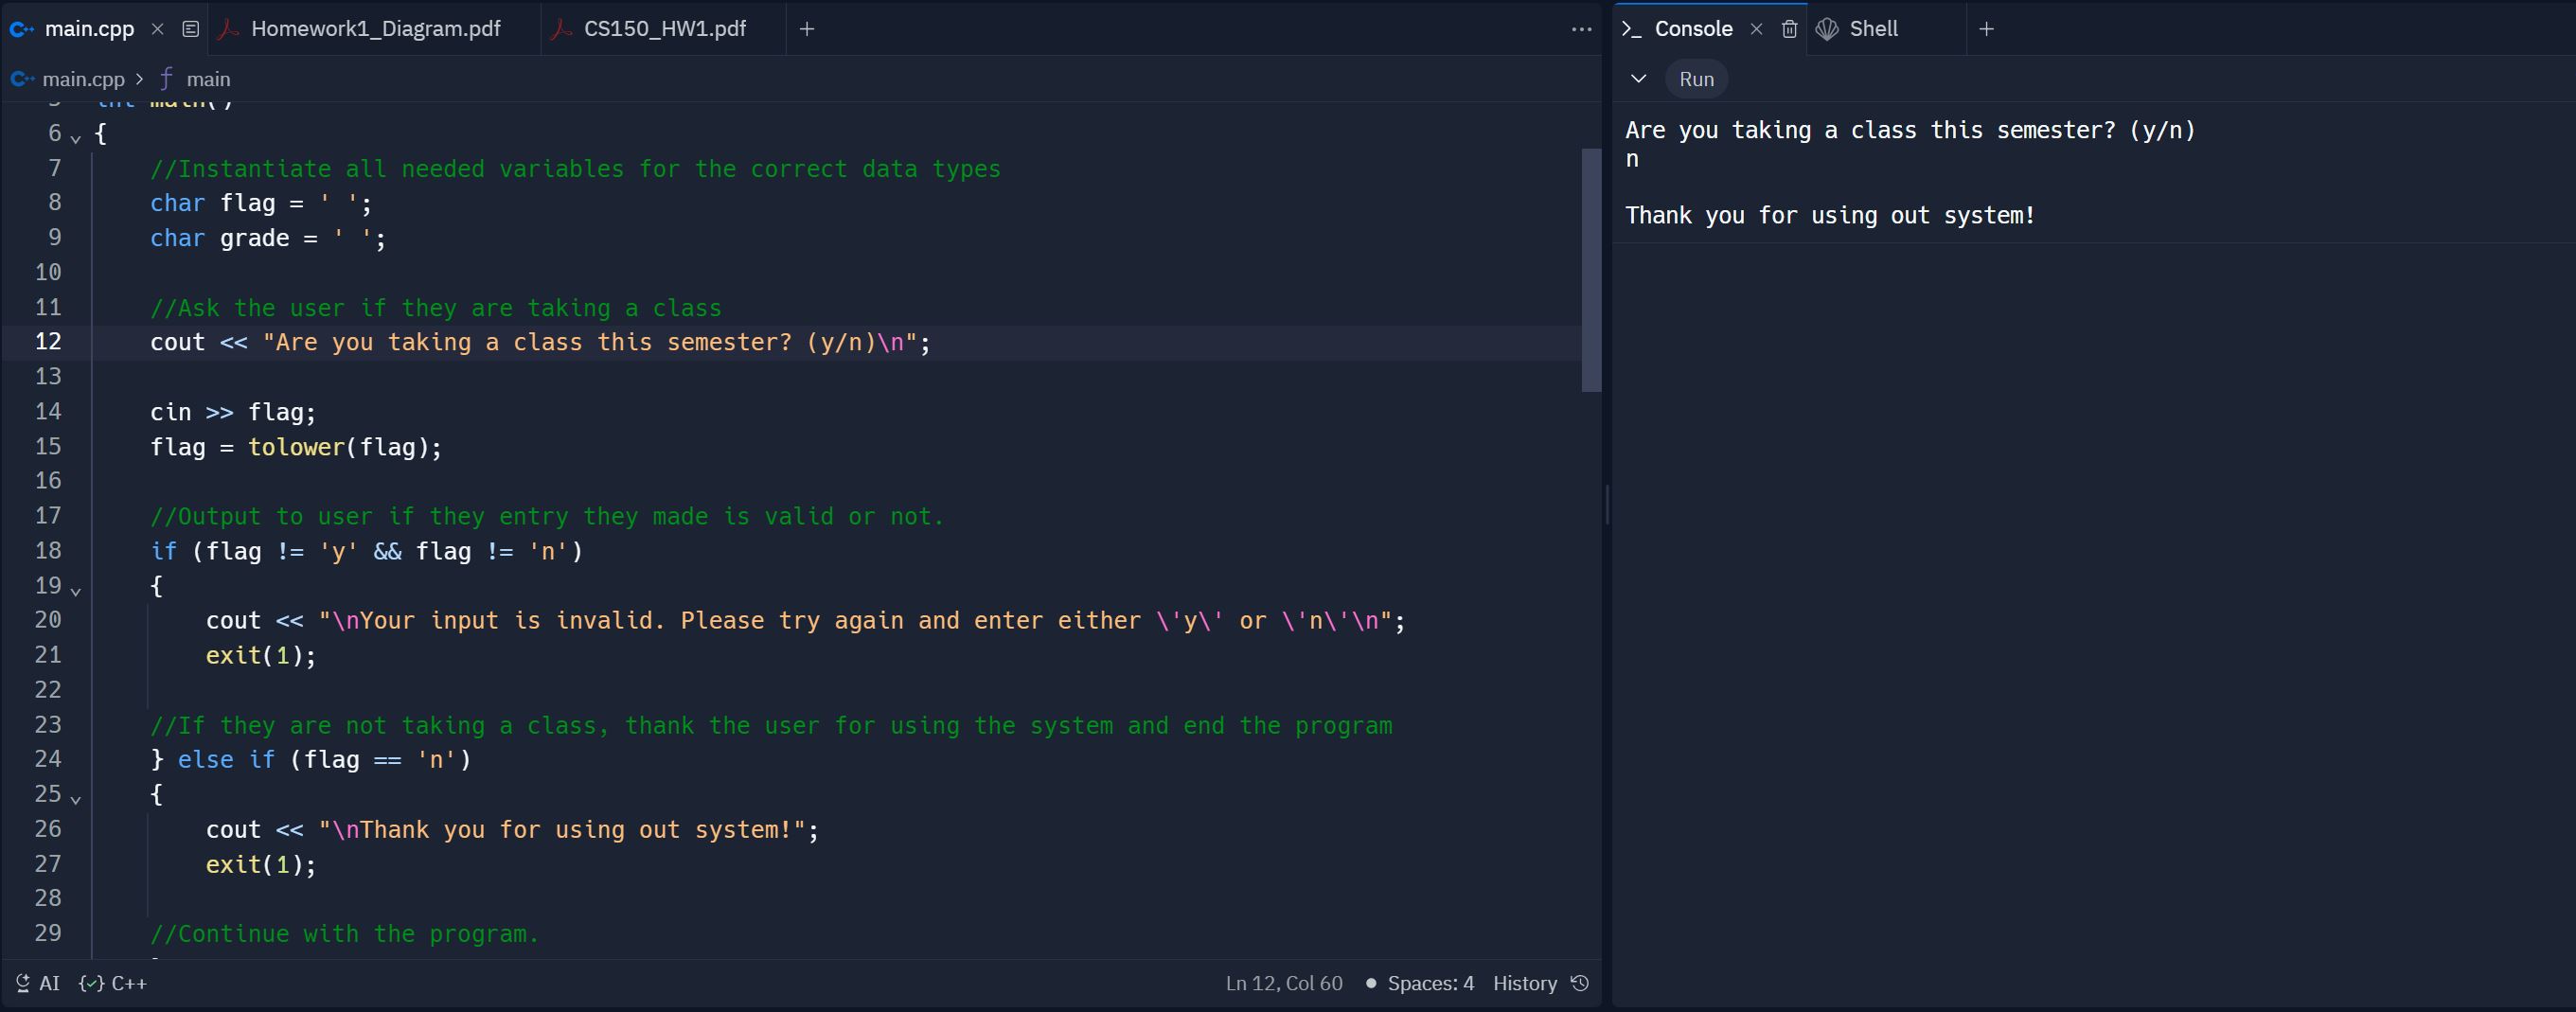 main.cpp
Homework1_Diagram.pdf
CS150_HW1.pdf
main.cpp > main
5 int main()
6 {
7 //Instantiate all needed variables for the correct data types
8 char flag = ' ';
9 char grade = ' ';
10
11 //Ask the user if they are taking a class
12 cout << "Are you taking a class this semester? (y/n)\n";
13
14 cin >> flag;
15 flag = tolower(flag);
16
17 //Output to user if they entry they made is valid or not.
18 if (flag != 'y' && flag != 'n')
19 {
20 cout << "\nYour input is invalid. Please try again and enter either \'y\' or \'n\'\n";
21 exit(1);
22
23 //If they are not taking a class, thank the user for using the system and end the program
24 } else if (flag == 'n')
25 {
26 cout << "\nThank you for using out system!";
27 exit(1);
28
29 //Continue with the program.
AI {✓} C++
Ln 12, Col 60 • Spaces: 4 History
Console
Shell
Run
Are you taking a class this semester? (y/n)
n
Thank you for using out system!